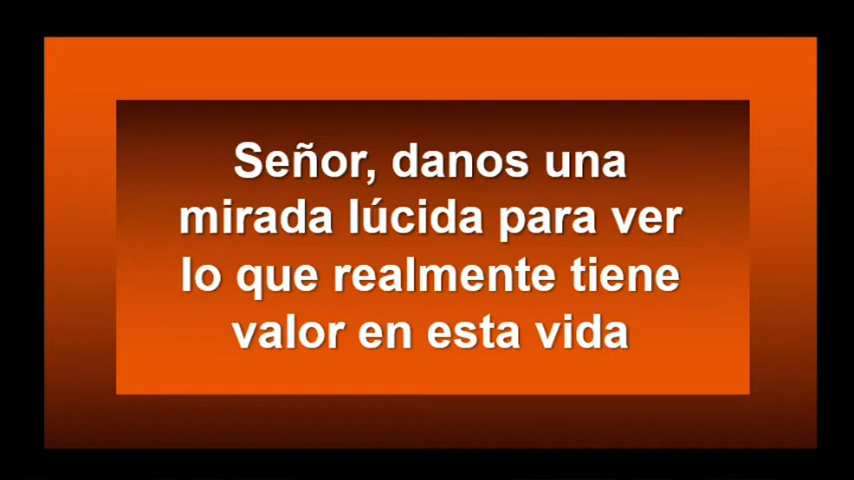 Señor, danos una
mirada lúcida para ver
lo que realmente tiene
valor en esta vida